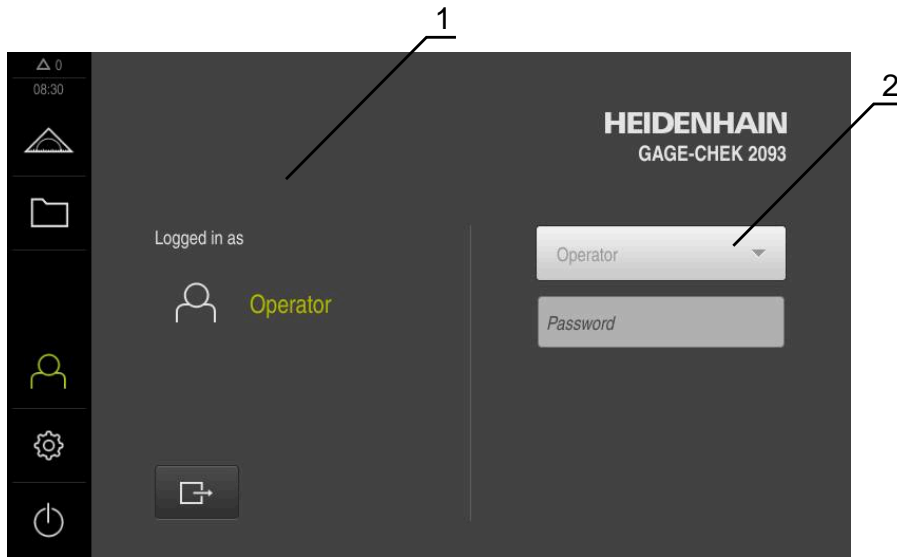 1
2
0
08:30
HEIDENHAIN
GAGE-CHEK 2093
Logged in as
Operator
Operator
Password